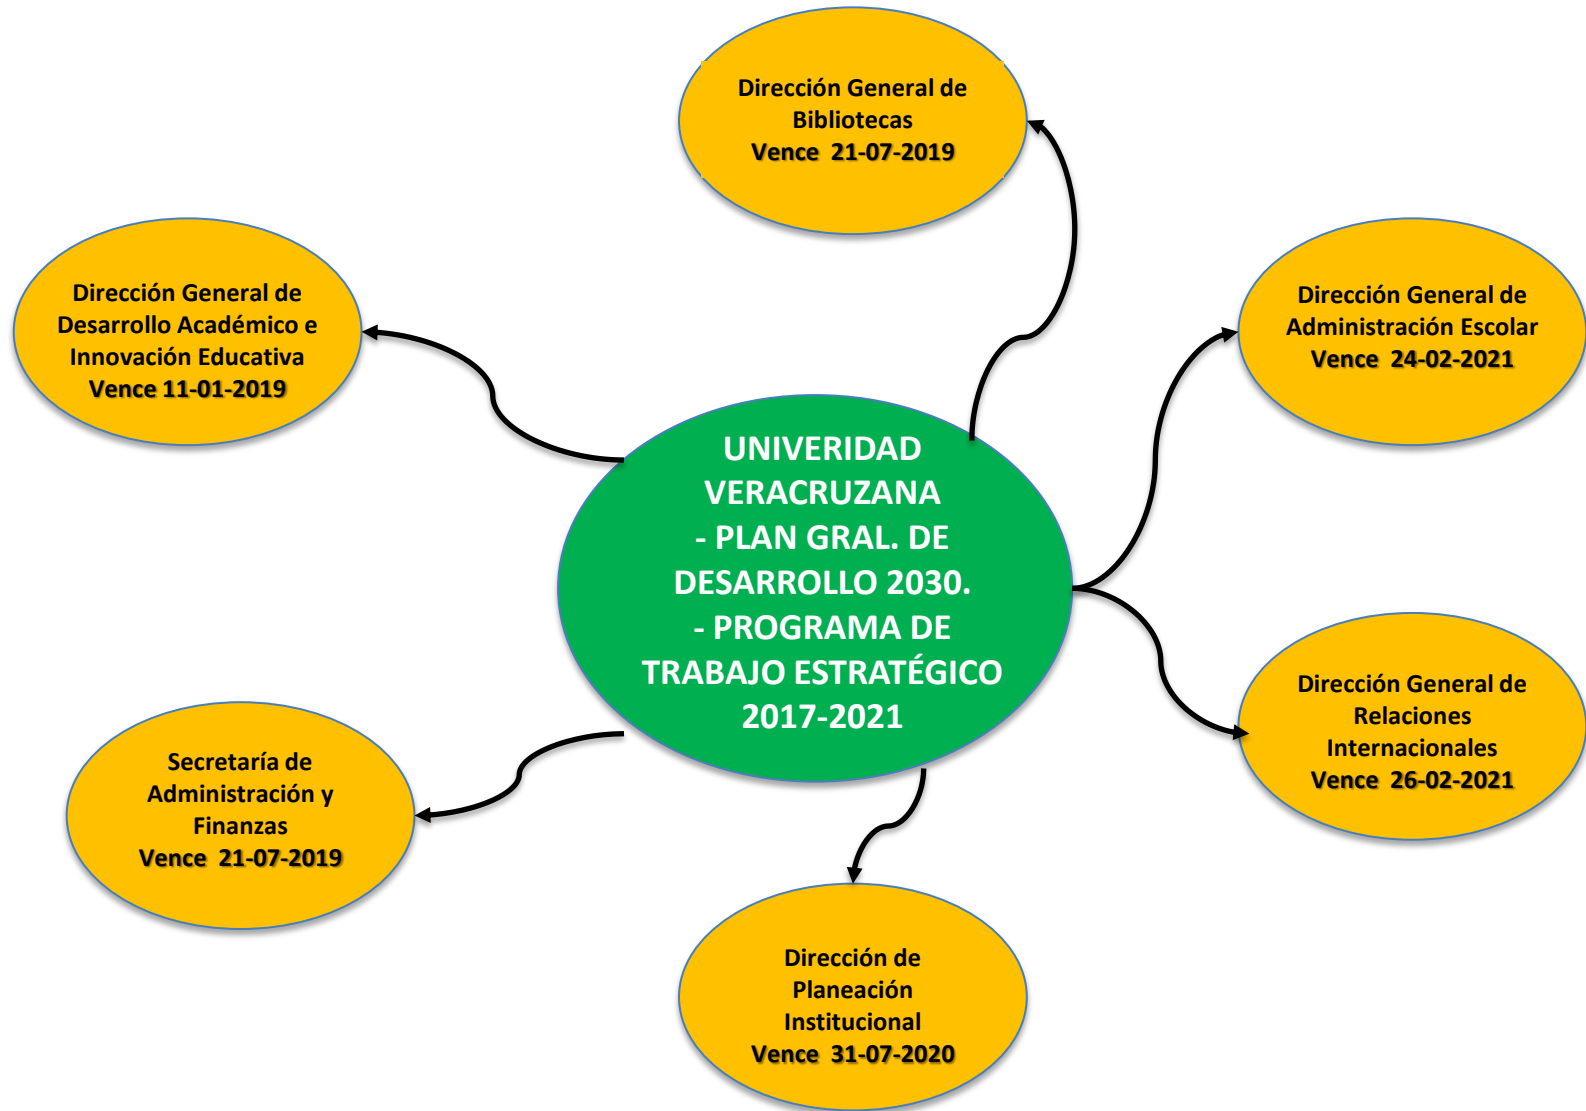 Dirección General de
Bibliotecas
Vence 21-07-2019
Dirección General de
Desarrollo Académico e
Innovación Educativa
Vence 11-01-2019
Dirección General de
Administración Escolar
Vence 24-02-2021
UNIVERIDAD
VERACRUZANA
- PLAN GRAL. DE
DESARROLLO 2030.
- PROGRAMA DE
TRABAJO ESTRATÉGICO
2017-2021
Dirección General de
Relaciones
Internacionales
Vence 26-02-2021
Secretaría de
Administración y
Finanzas
Vence 21-07-2019
Dirección de
Planeación
Institucional
Vence 31-07-2020